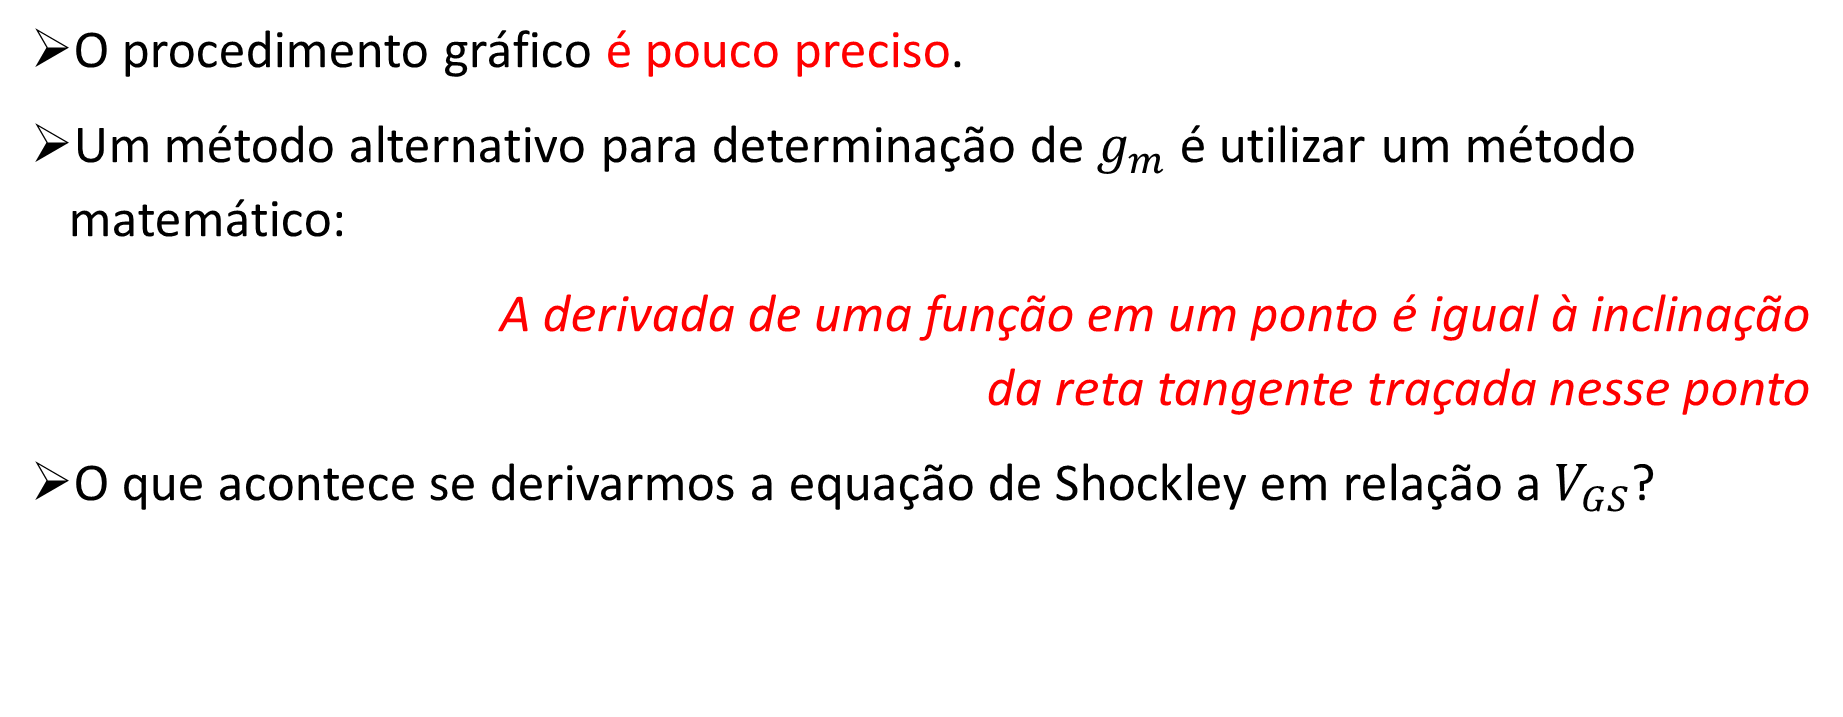 ➢O procedimento gráfico é pouco preciso.
➢Um método alternativo para determinação de g_m é utilizar um método
matemático:
A derivada de uma função em um ponto é igual à inclinação
da reta tangente traçada nesse ponto
➢O que acontece se derivarmos a equação de Shockley em relação a V_GS?